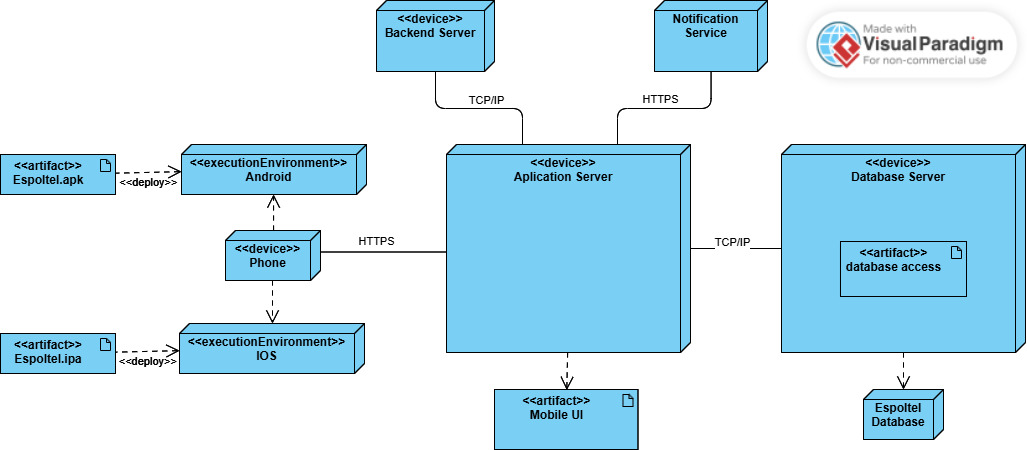 <<device>>
Backend Server
Notification
Service
Made with
Visual Paradigm
For non-commercial use
TCP/IP
HTTPS
<<artifact>>
Espoltel.apk
<<deploy>>
<<executionEnvironment>>
Android
<<device>>
Aplication Server
<<device>>
Database Server
<<device>>
Phone
HTTPS
TCP/IP
<<artifact>>
database access
<<artifact>>
Espoltel.ipa
<<deploy>>
<<executionEnvironment>>
IOS
<<artifact>>
Mobile UI
Espoltel
Database